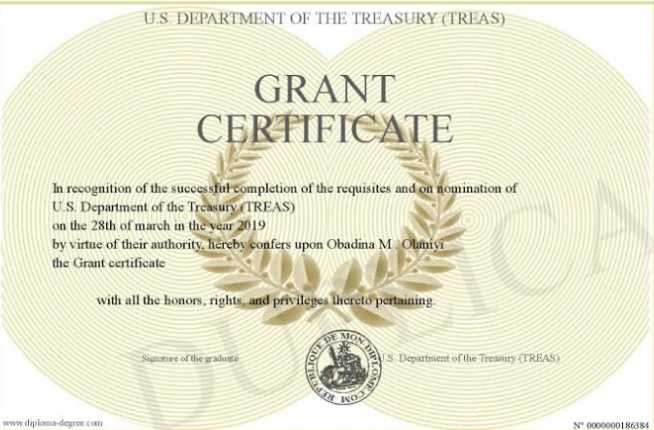 U.S. DEPARTMENT OF THE TREASURY (TREAS)
GRANT
CERTIFICATE
In recognition of the successful completion of the requisites and on nomination of
U.S. Department of the Treasury (TREAS)
on the 28th of march in the year 2019
by virtue of their authority, hereby confers upon Obadina M . Olaniyi
the Grant certificate
with all the honors, rights, and privileges thereto pertaining.
Signature of the graduate
REPUBLIQUE DE MON-DIPLOME.COM
U.S. Department of the Treasury (TREAS)
DUPLICATA
www.diploma-degree.com
N° 0000000186384